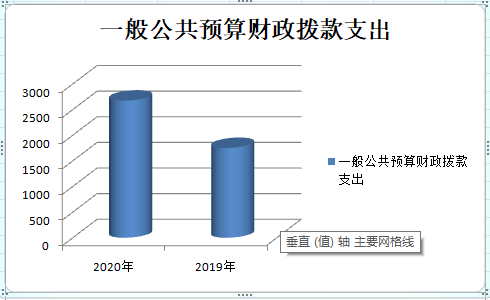 一般公共预算财政拨款支出
3000
2500
2000
1500
1000
500
0
2020年
2019年
一般公共预算财政拨款
支出
垂直 (值) 轴 主要网格线